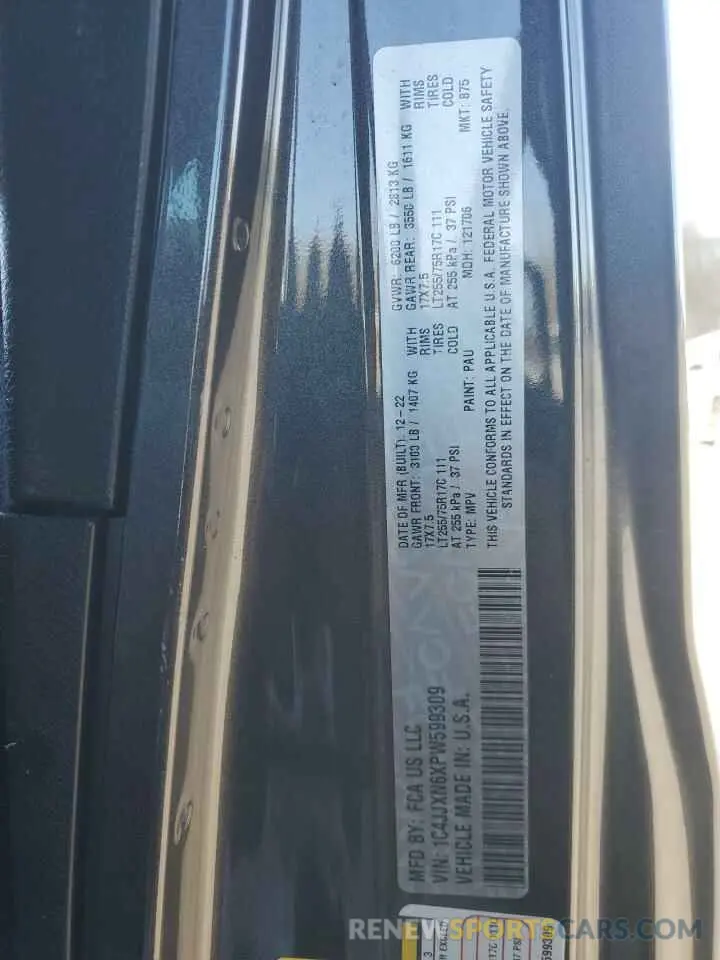 MFD BY: FCA US LLC
VIN: 1C4JJXN6XPW599309
VEHICLE MADE IN: U.S.A.
DATE OF MFR (BUILT) 12-22
GAWR FRONT: 3100 LB / 1407 KG WITH
17X7.5 RIMS
LT255/75R17C 111 TIRES
AT 255 kPa / 37 PSI COLD
TYPE: MPV PAINT: PAU
GVWR: 6200 LB / 2813 KG
GAWR REAR: 3550 LB / 1611 KG WITH
17X7.5 RIMS
LT255/75R17C 111 TIRES
AT 255 kPa / 37 PSI COLD
MDH: 121706 MKT: B75
THIS VEHICLE CONFORMS TO ALL APPLICABLE U.S.A. FEDERAL MOTOR VEHICLE SAFETY
STANDARDS IN EFFECT ON THE DATE OF MANUFACTURE SHOWN ABOVE.
599309
RENEWSPORTCARS.COM